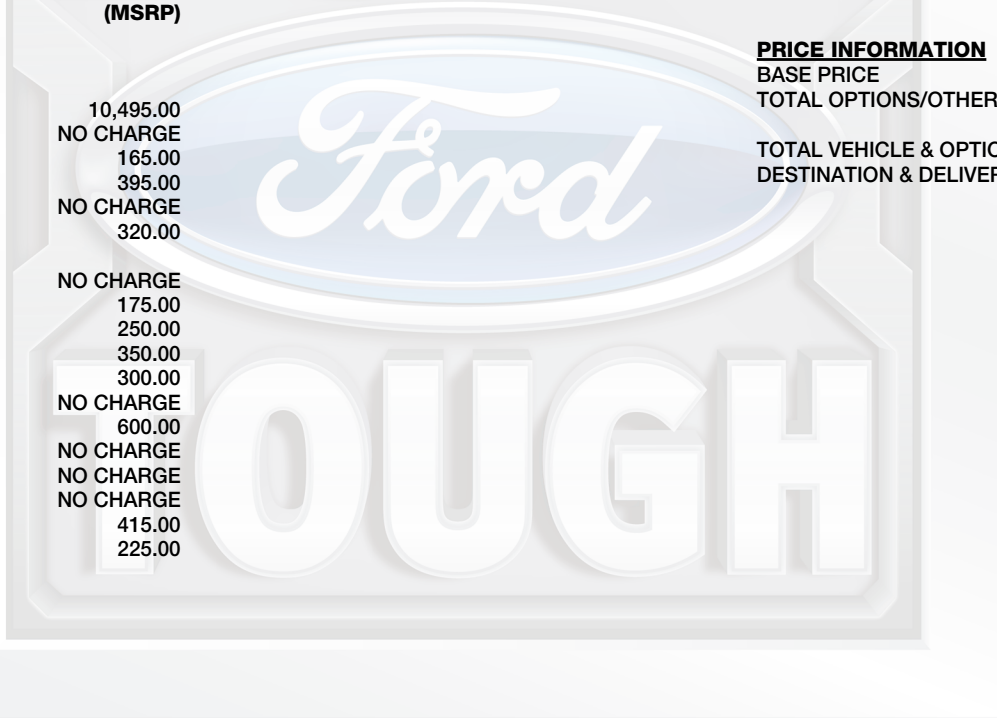 (MSRP)
10,495.00
NO CHARGE
165.00
395.00
NO CHARGE
320.00
NO CHARGE
175.00
250.00
350.00
300.00
NO CHARGE
600.00
NO CHARGE
NO CHARGE
NO CHARGE
415.00
225.00
PRICE INFORMATION
BASE PRICE
TOTAL OPTIONS/OTHER
TOTAL VEHICLE & OPTIO
DESTINATION & DELIVER
Ford
TOUGH